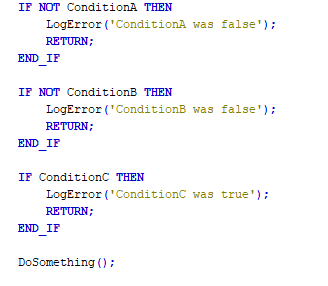 IF NOT ConditionA THEN
    LogError('ConditionA was false');
    RETURN;
END_IF

IF NOT ConditionB THEN
    LogError('ConditionB was false');
    RETURN;
END_IF

IF ConditionC THEN
    LogError('ConditionC was true');
    RETURN;
END_IF

DoSomething();